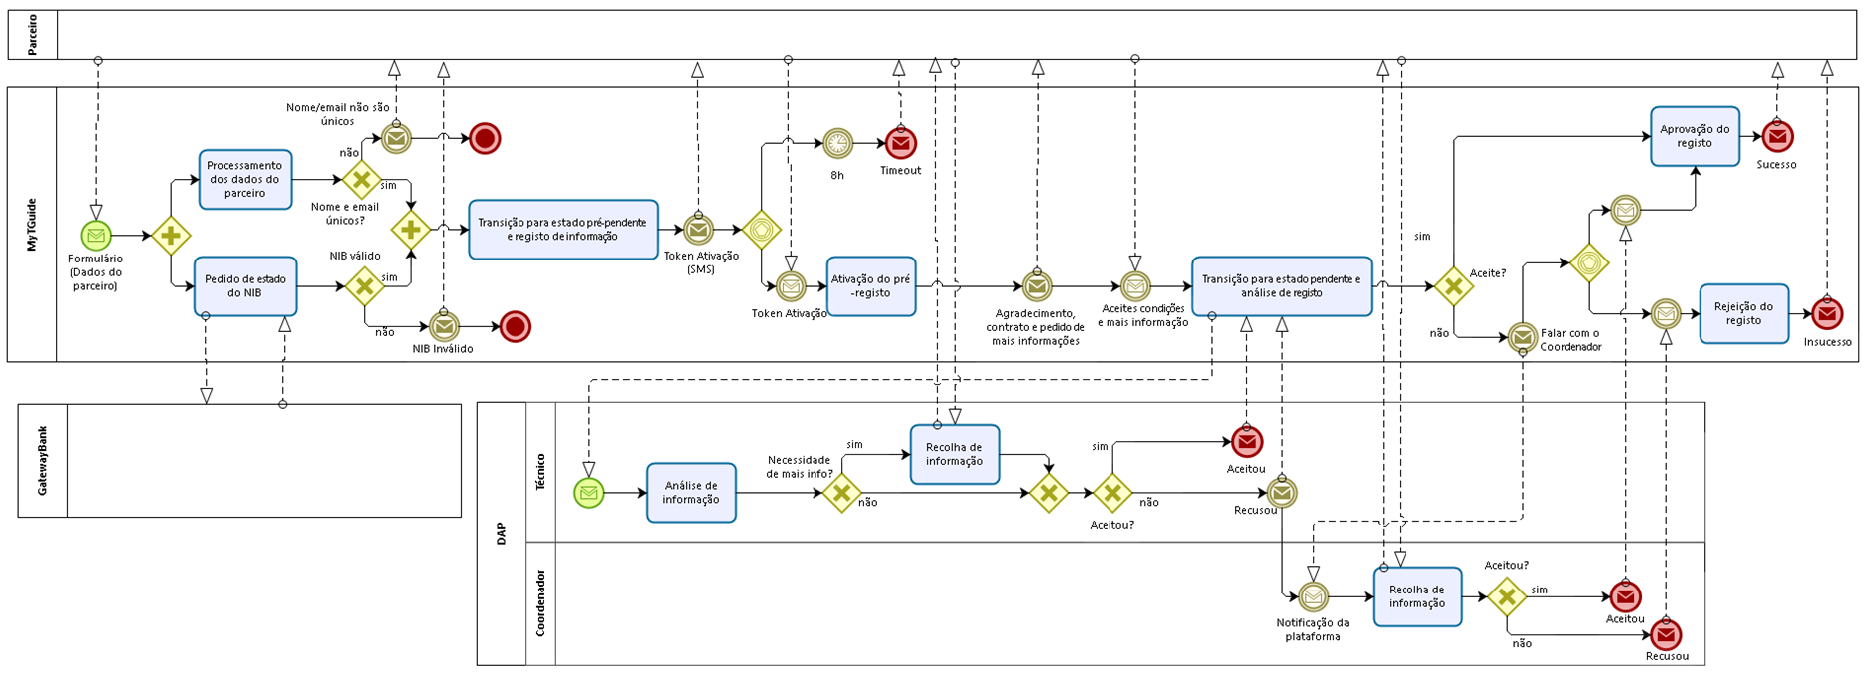 Parceiro
MyTGuide
Formulário
(Dados do
parceiro)
Processamento
dos dados do
parceiro
Pedido de estado
do NIB
Nome/email não são
únicos
não
sim
Nome e email
únicos?
NIB válido
sim
não
NIB Inválido
Transição para estado pré-pendente
e registo de informação
Token Ativação
(SMS)
8h
Timeout
Token Ativação
Ativação do pré
-registo
Agradecimento,
contrato e pedido de
mais informações
Aceites condições
e mais informação
Transição para estado pendente e
análise de registo
sim
Aceite?
não
Falar com o
Coordenador
Aprovação do
registo
Sucesso
Rejeição do
registo
Insucesso
GatewayBank
DAP
Técnico
Análise de
informação
Necessidade
de mais info?
sim
não
Recolha de
informação
sim
Aceitou?
não
Aceitou
Recusou
Coordenador
Notificação da
plataforma
Recolha de
informação
Aceitou?
sim
não
Aceitou
Recusou